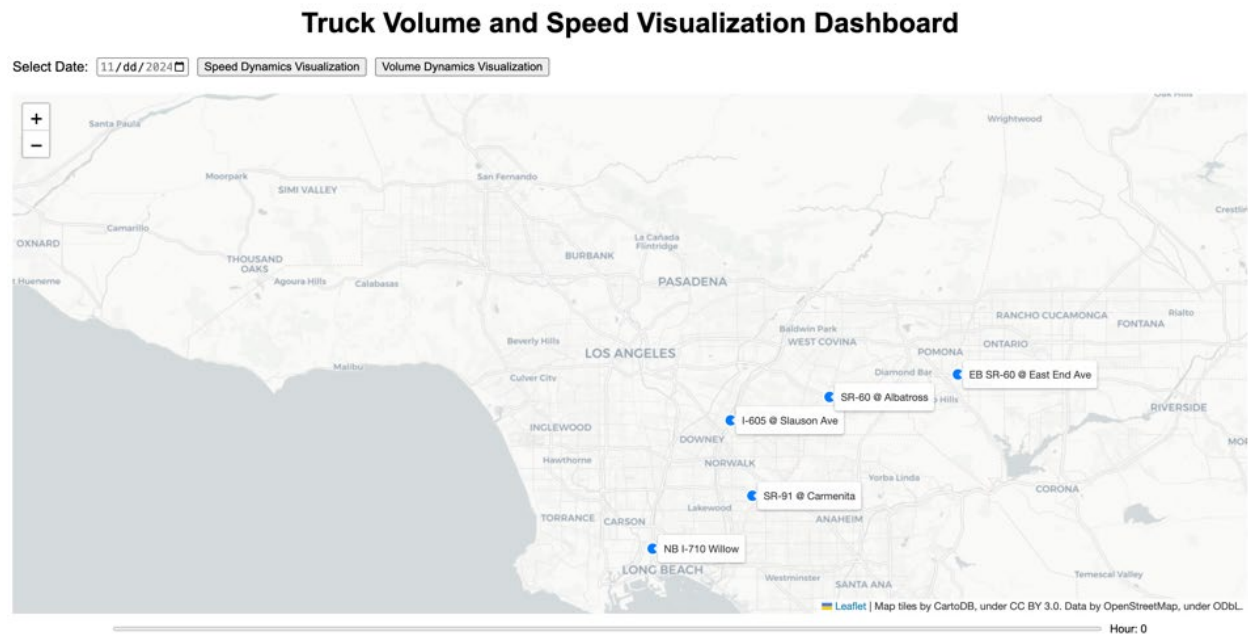 Truck Volume and Speed Visualization Dashboard
Select Date: 11/dd/2024 Speed Dynamics Visualization Volume Dynamics Visualization
Oak Hills
+
−
Santa Paula
Wrightwood
Moorpark
SIMI VALLEY
San Fernando
Camarillo
OXNARD
La Cañada
Flintridge
BURBANK
THOUSAND
OAKS
Agoura Hills
Calabasas
PASADENA
Hueneme
RANCHO CUCAMONGA
Rialto
FONTANA
Baldwin Park
WEST COVINA
Beverly Hills
LOS ANGELES
ONTARIO
POMONA
Malibu
Culver City
Diamond Bar
EB SR-60 @ East End Ave
SR-60 @ Albatross
Hills
RIVERSIDE
I-605 @ Slauson Ave
INGLEWOOD
DOWNEY
Hawthorne
NORWALK
Yorba Linda
CORONA
SR-91 @ Carmenita
Lakewood
TORRANCE
CARSON
ANAHEIM
NB I-710 Willow
LONG BEACH
Westminster
SANTA ANA
Temescal Valley
Leaflet | Map tiles by CartoDB, under CC BY 3.0. Data by OpenStreetMap, under ODbL.
Hour: 0